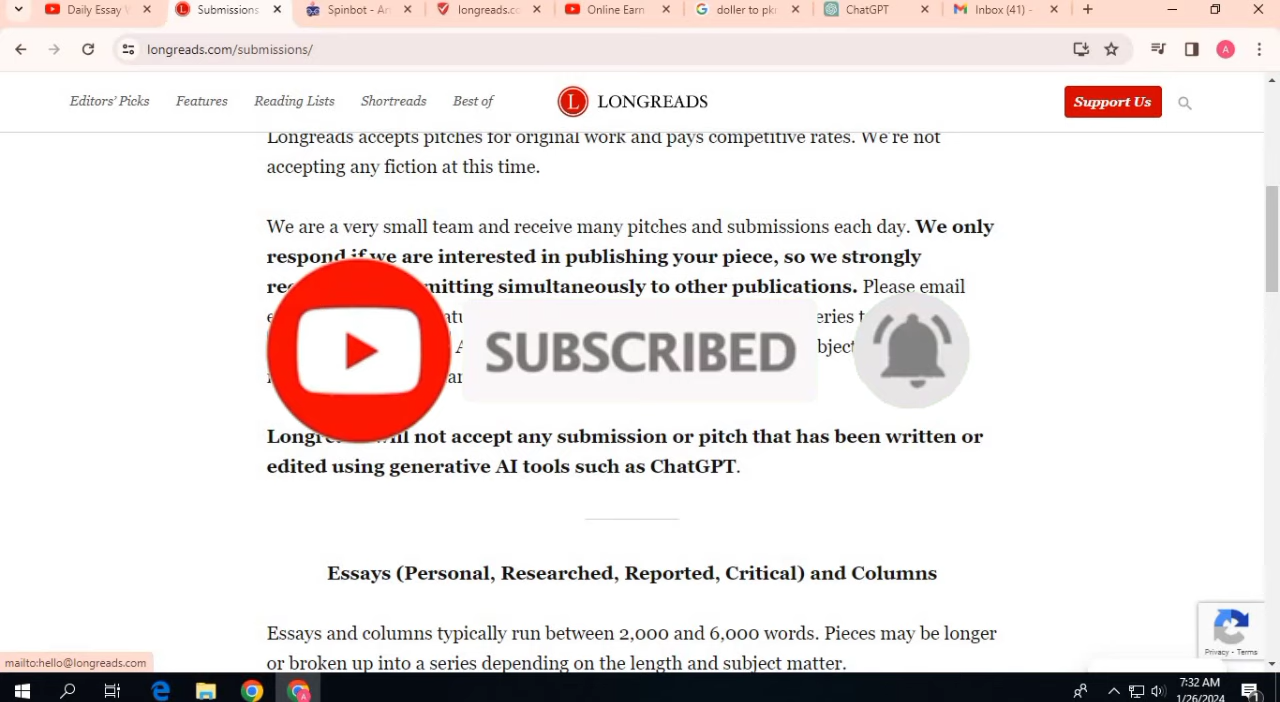 Daily Essay
Submissions
Spinbot - An
longreads.co
Online Earn
doller to pkr
ChatGPT
Inbox (41) -
longreads.com/submissions/
A
Editors' Picks
Features
Reading Lists
Shortreads
Best of
L LONGREADS
Support Us
Longreads accepts pitches for original work and pays competitive rates. We're not
accepting any fiction at this time.
We are a very small team and receive many pitches and submissions each day. We only
respond if we are interested in publishing your piece, so we strongly
simultaneously to other publications. Please email
SUBSCRIBED
will not accept any submission or pitch that has been written or
edited using generative AI tools such as ChatGPT.
Essays (Personal, Researched, Reported, Critical) and Columns
Essays and columns typically run between 2,000 and 6,000 words. Pieces may be longer
or broken up into a series depending on the length and subject matter.
Privacy - Terms
mailto:hello@longreads.com
7:32 AM
1/26/2024